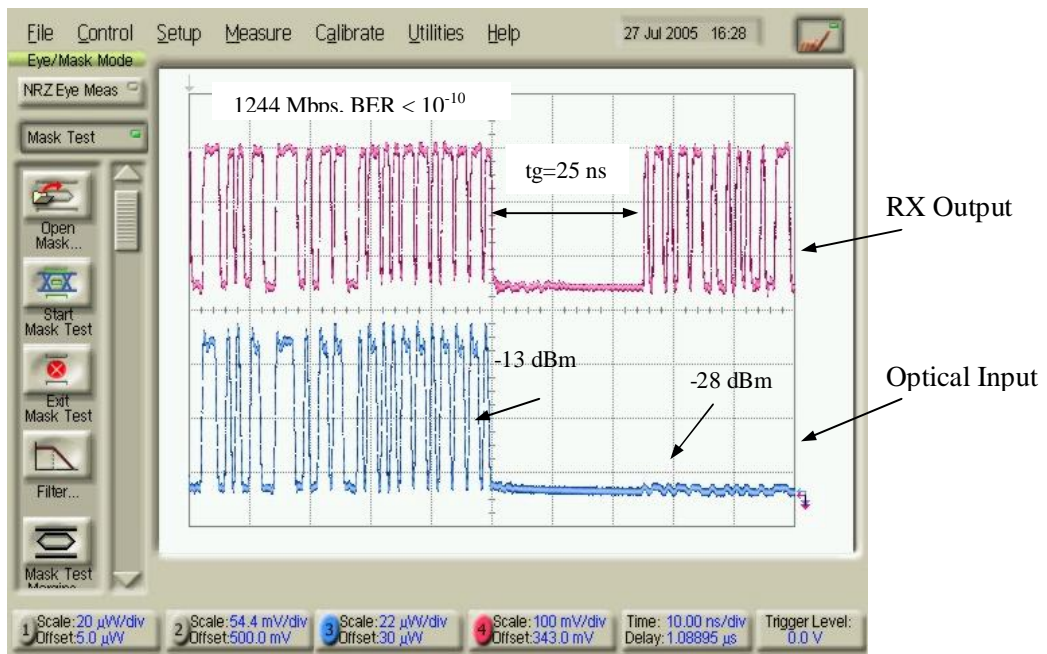 File Control Setup Measure Calibrate Utilities Help 27 Jul 2005 16:28
Eye/Mask Mode
NRZ Eye Meas
Mask Test
Open
Mask...
Start
Mask Test
Exit
Mask Test
Filter...
Mask Test
1244 Mbps, BER < 10⁻¹⁰
tg=25 ns
RX Output
-13 dBm
-28 dBm
Optical Input
1 Scale:20 µW/div
Offset:5.0 µW
2 Scale:54.4 mV/div
Offset:500.0 mV
3 Scale:22 µW/div
Offset:30 µW
4 Scale:100 mV/div
Offset:343.0 mV
Time: 10.00 ns/div
Delay:1.08895 µs
Trigger Level:
0.0 V